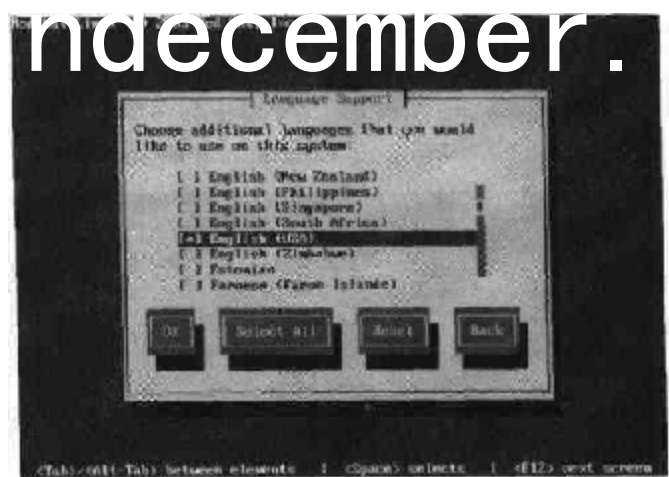 ndecember.
Language Support
Choose additional languages that you would
like to use on this system:
[ ] English (New Zealand)
[ ] English (Philippines)
[ ] English (Singapore)
[ ] English (South Africa)
[*] English (USA)
[ ] English (Zimbabwe)
[ ] Estonian
[ ] Faroese (Faroe Islands)
OK Select All Reset Back
<Tab>/<Alt-Tab> between elements | <Space> selects | <F12> next screen